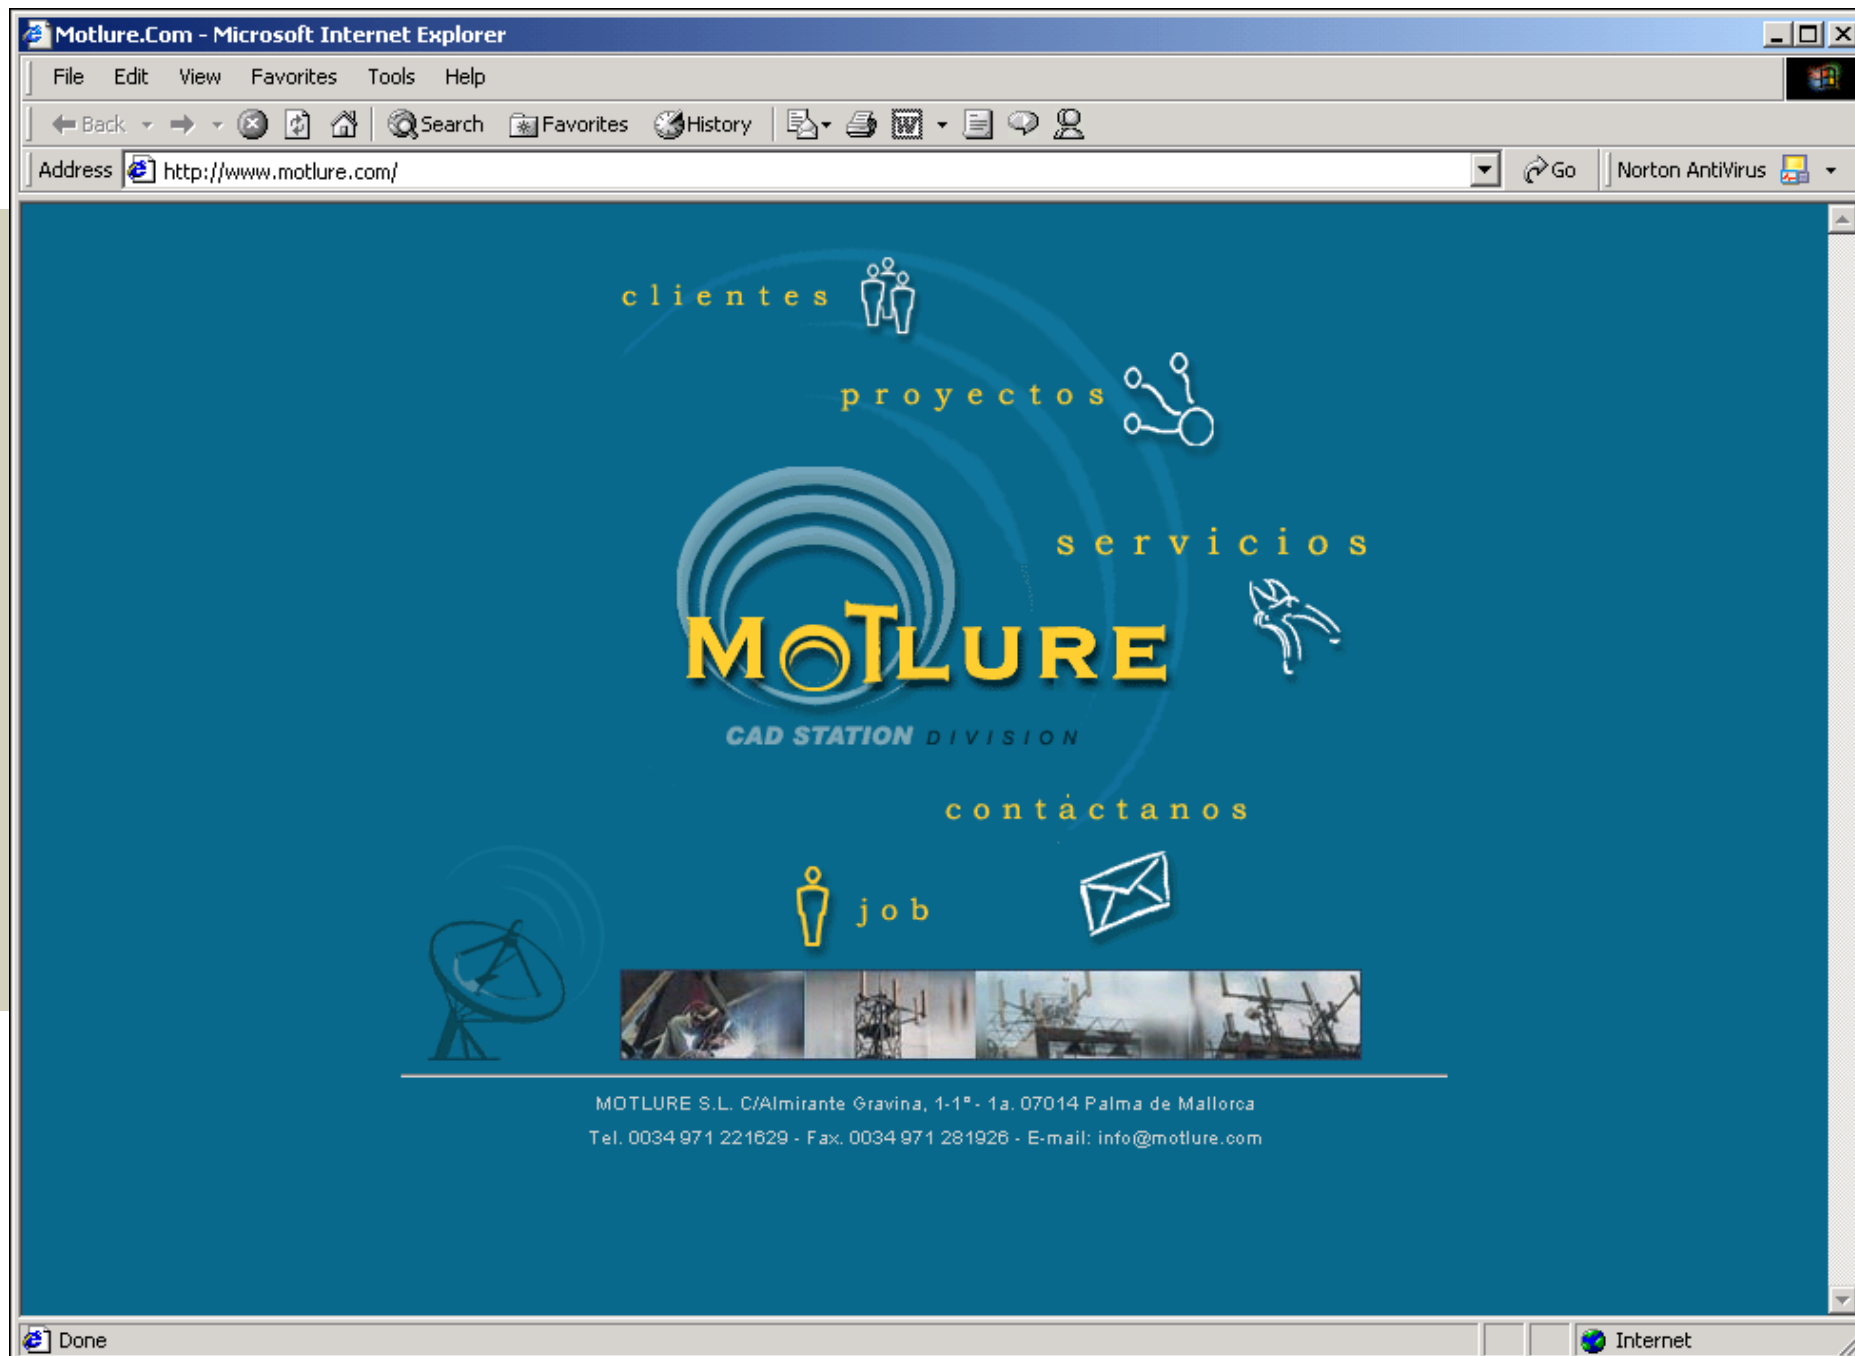 Motlure.Com - Microsoft Internet Explorer
File Edit View Favorites Tools Help
Back Search Favorites History
Address http://www.motlure.com/ Go Norton AntiVirus
clientes
proyectos
servicios
MOTLURE
CAD STATION DIVISION
contáctanos
job
MOTLURE S.L. C/Almirante Gravina, 1-1ª - 1a. 07014 Palma de Mallorca
Tel. 0034 971 221629 - Fax. 0034 971 281926 - E-mail: info@motlure.com
Done Internet